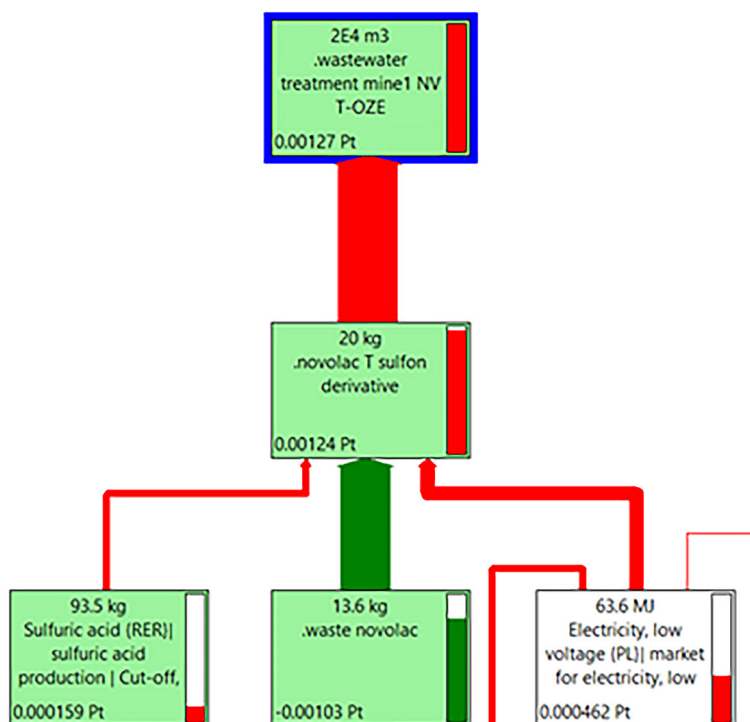 2E4 m3
.wastewater
treatment mine1 NV
T-OZE
0.00127 Pt
20 kg
.novolac T sulfon
derivative
0.00124 Pt
93.5 kg
Sulfuric acid {RER}|
sulfuric acid
production | Cut-off,
0.000159 Pt
13.6 kg
.waste novolac
-0.00103 Pt
63.6 MJ
Electricity, low
voltage {PL}| market
for electricity, low
0.000462 Pt